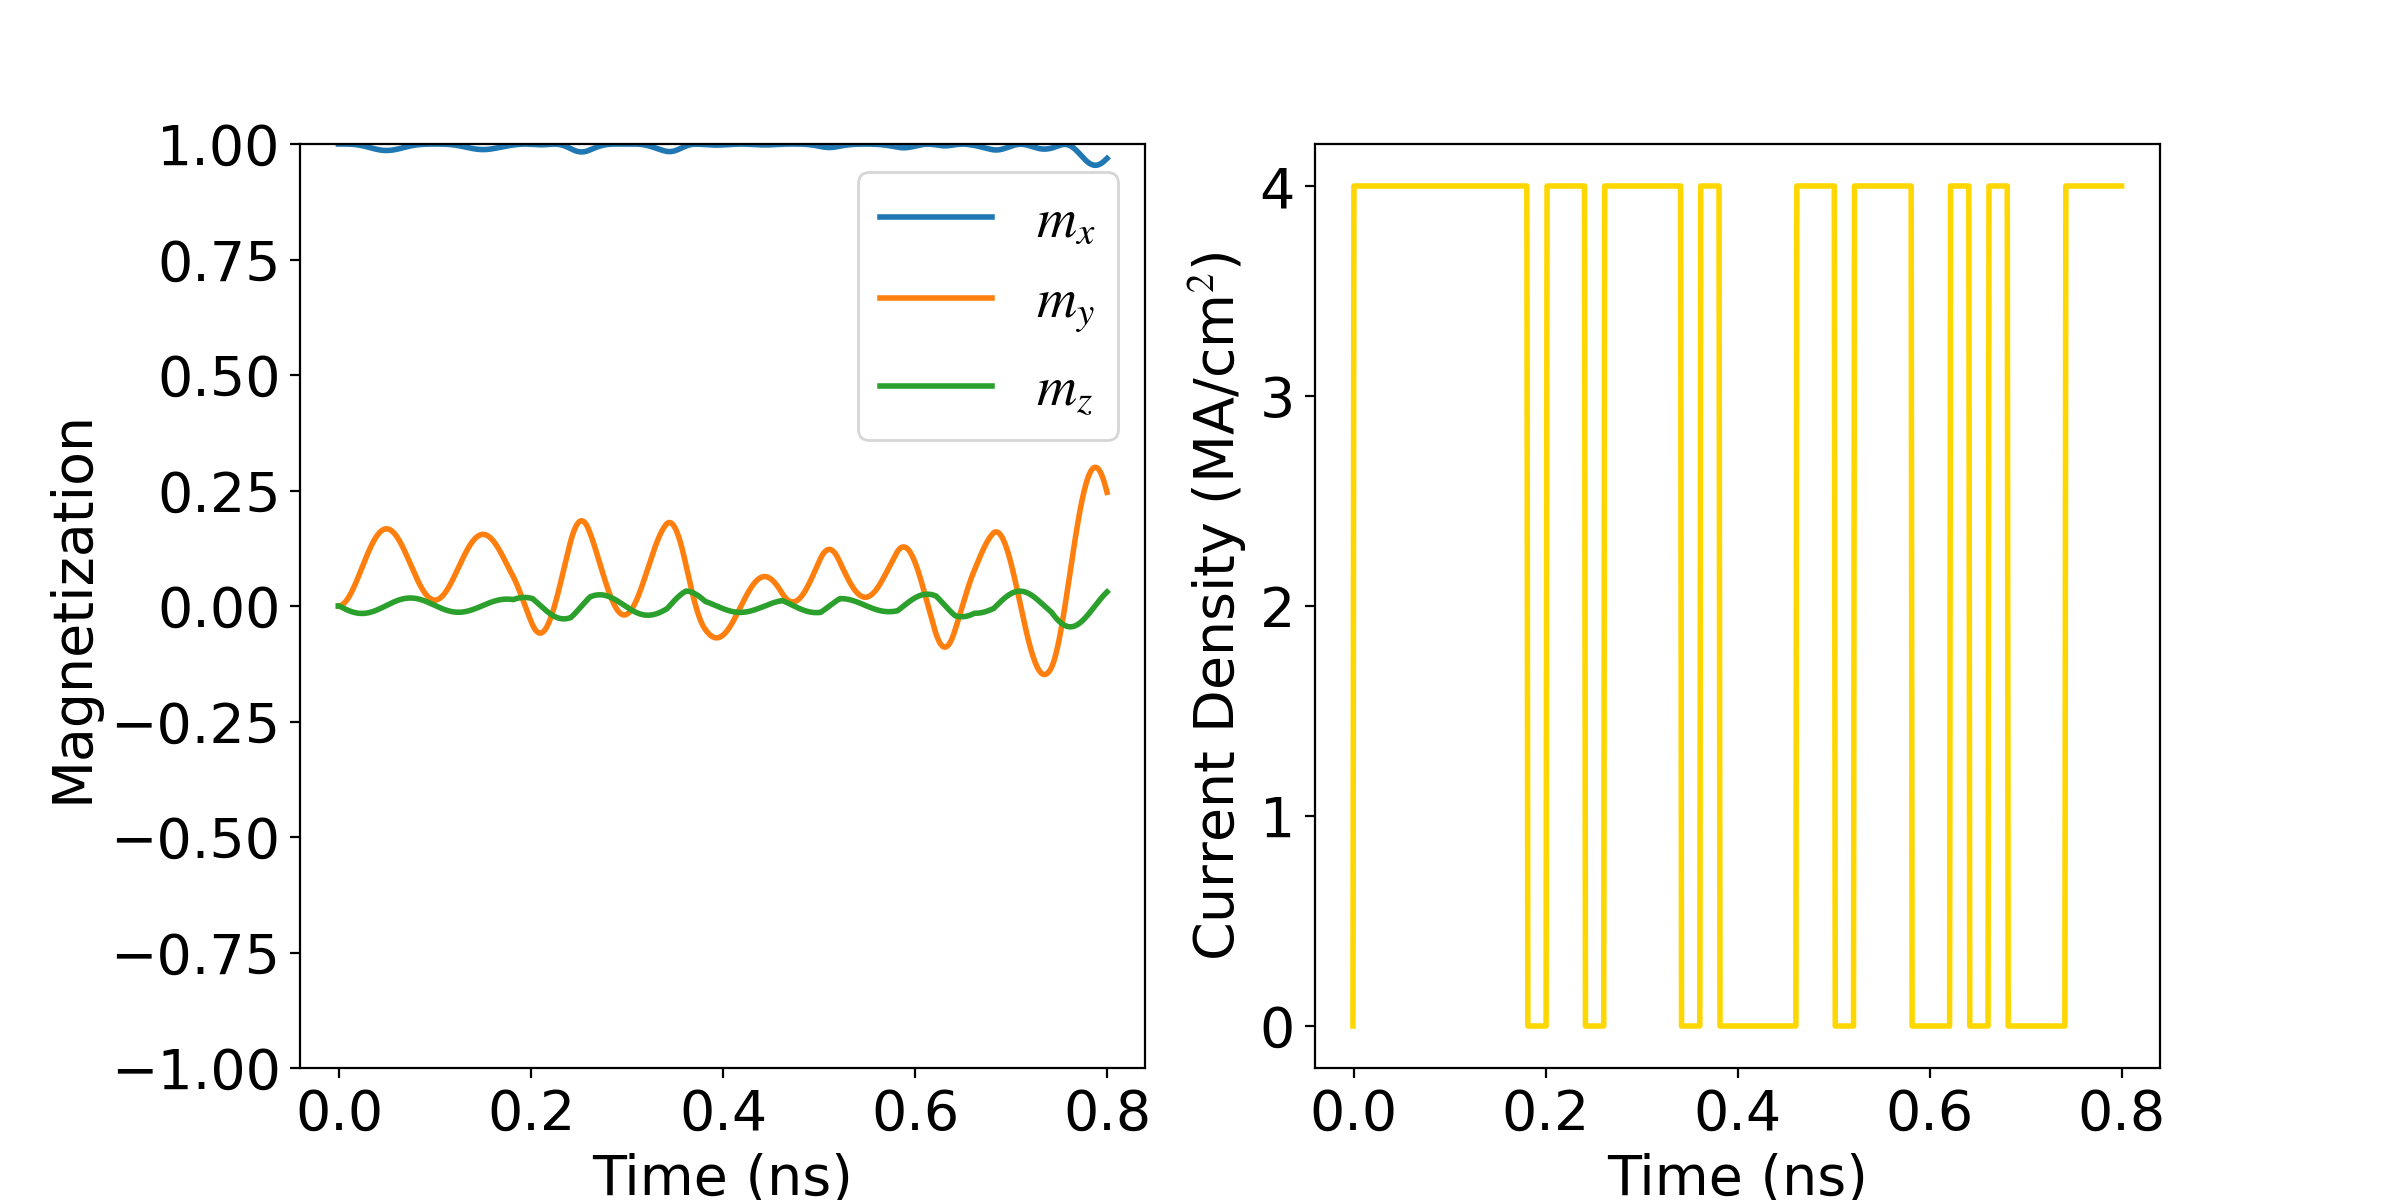 Magnetization
1.00
0.75
0.50
0.25
0.00
−0.25
−0.50
−0.75
−1.00
0.0 0.2 0.4 0.6 0.8
Time (ns)
m_x
m_y
m_z
Current Density (MA/cm²)
4
3
2
1
0
0.0 0.2 0.4 0.6 0.8
Time (ns)